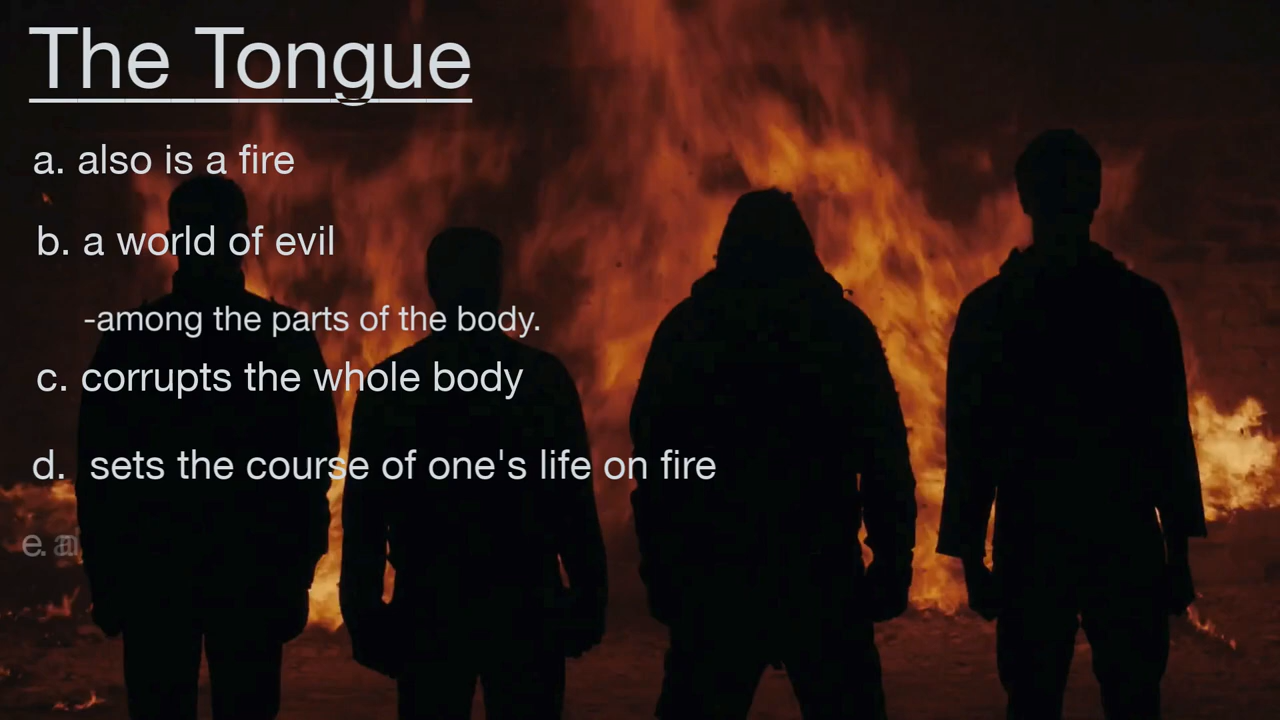 The Tongue
a. also is a fire
b. a world of evil
-among the parts of the body.
c. corrupts the whole body
d. sets the course of one's life on fire
e.